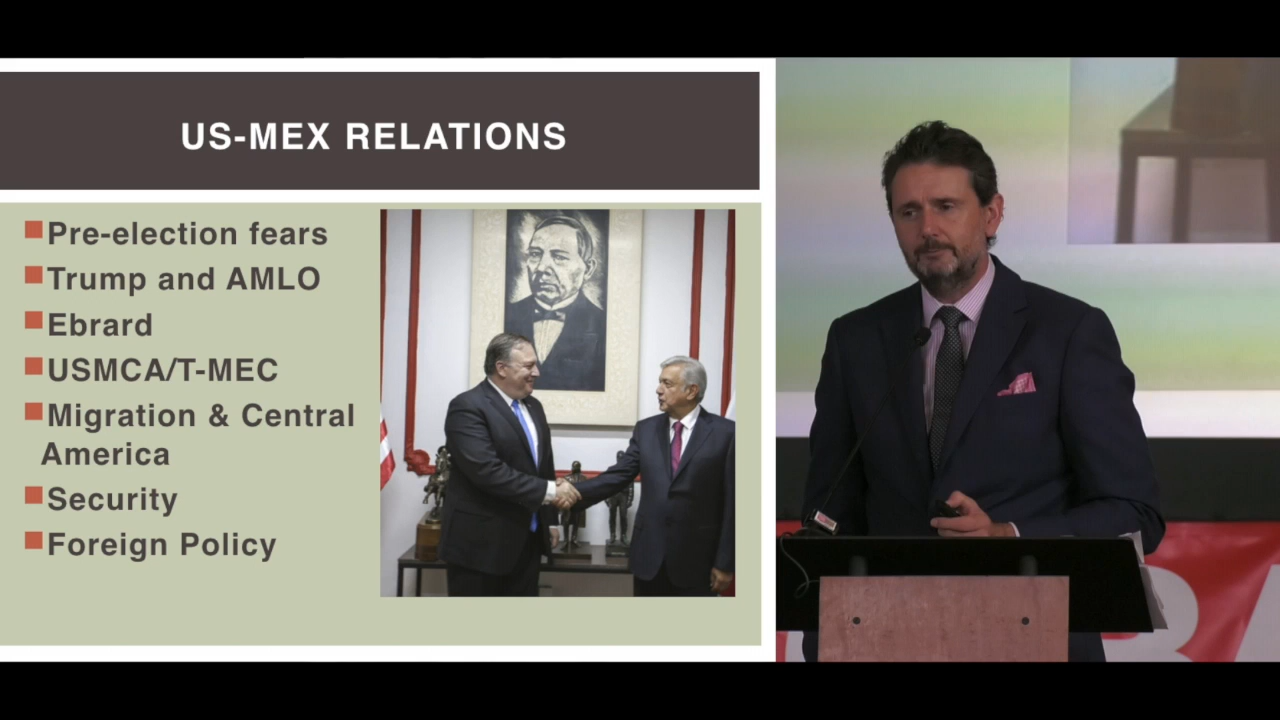 US-MEX RELATIONS
Pre-election fears
Trump and AMLO
Ebrard
USMCA/T-MEC
Migration & Central
America
Security
Foreign Policy